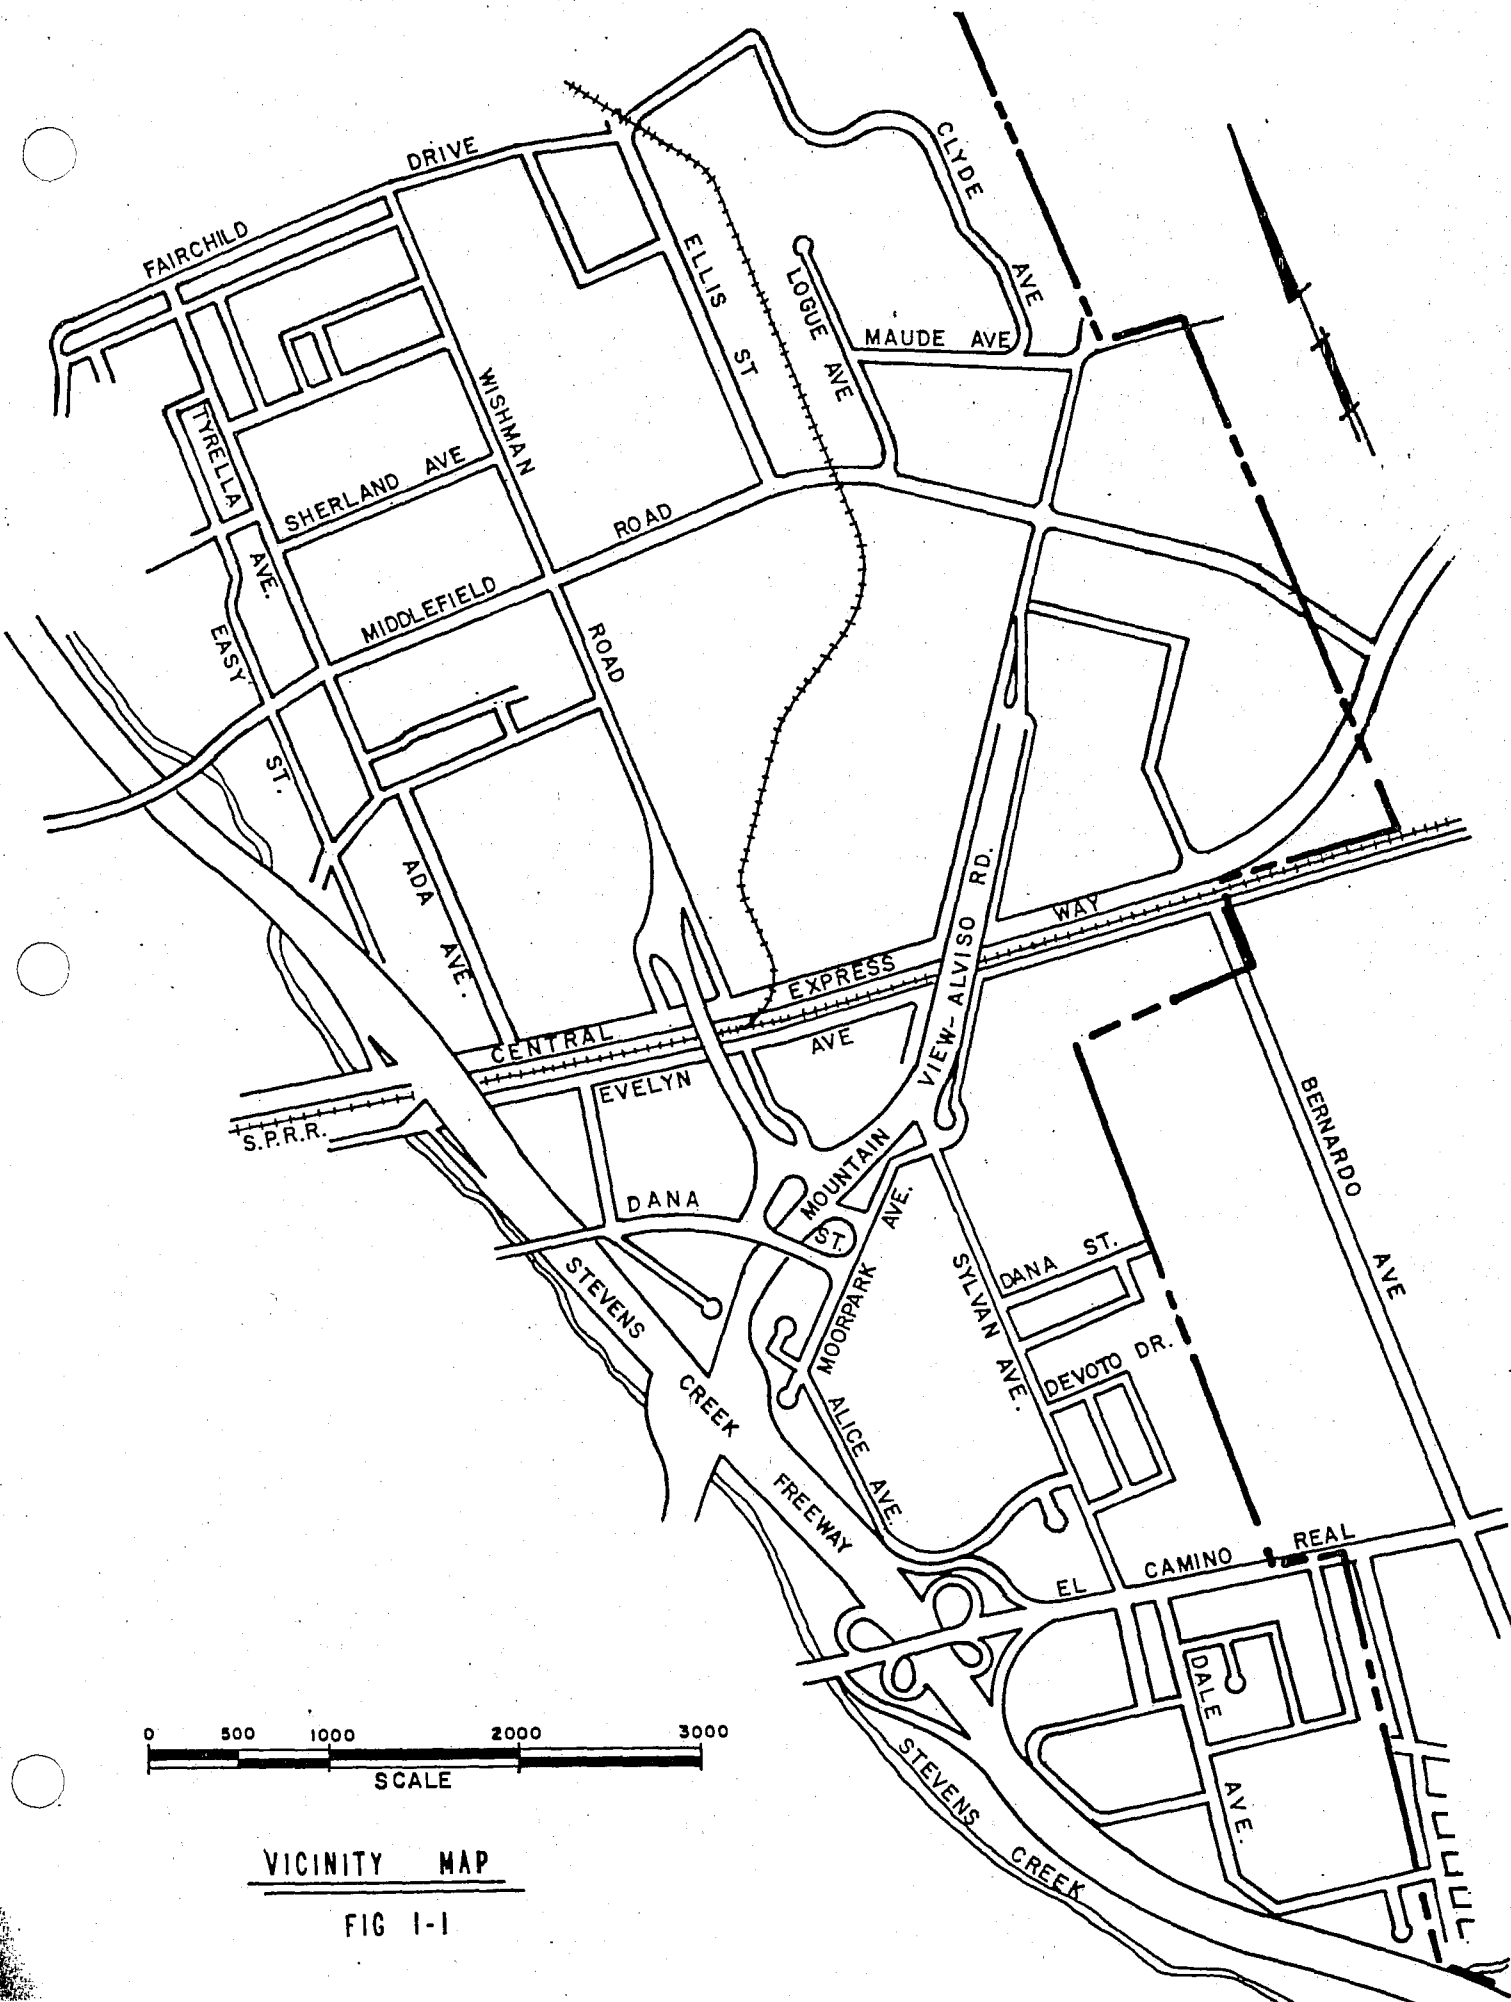 FAIRCHILD DRIVE
CLYDE AVE
ELLIS ST
LOGUE AVE
MAUDE AVE
WISHMAN ROAD
TYRELLA AVE.
SHERLAND AVE
MIDDLEFIELD ROAD
EASY ST.
ADA AVE.
MOUNTAIN VIEW-ALVISO RD.
CENTRAL EXPRESS WAY
EVELYN AVE
S.P.R.R.
BERNARDO AVE
DANA ST.
MOORPARK AVE.
SYLVAN AVE.
DANA ST.
DEVOTO DR.
ALICE AVE.
STEVENS CREEK FREEWAY
EL CAMINO REAL
DALE AVE.
STEVENS CREEK
0 500 1000 2000 3000
SCALE
VICINITY MAP
FIG 1-1